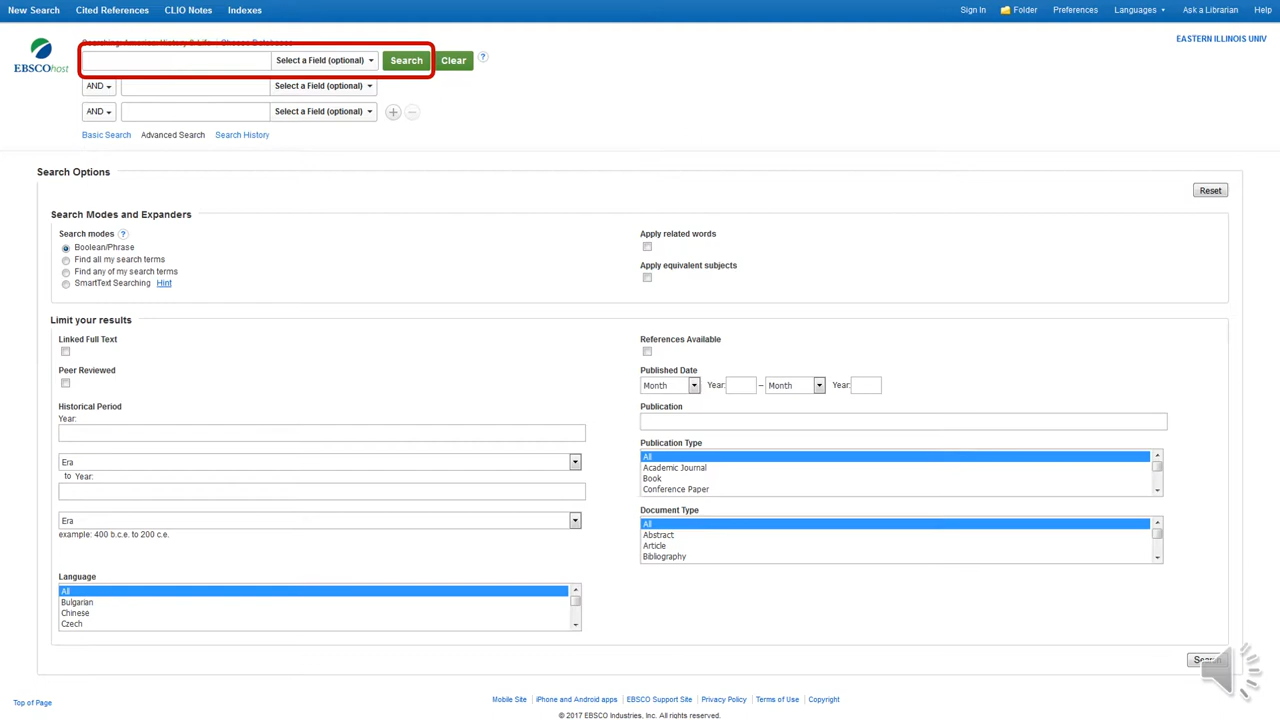 New Search Cited References CLIO Notes Indexes Sign In Folder Preferences Languages Ask a Librarian Help
Searching: American History & Life Choose Databases
EASTERN ILLINOIS UNIV
EBSCOhost
Select a Field (optional) Search Clear ?
AND Select a Field (optional)
AND Select a Field (optional)
Basic Search Advanced Search Search History
Search Options
Reset
Search Modes and Expanders
Search modes ?
Boolean/Phrase
Find all my search terms
Find any of my search terms
SmartText Searching Hint
Apply related words
Apply equivalent subjects
Limit your results
Linked Full Text
Peer Reviewed
Historical Period
Year:
Era
to Year:
Era
example: 400 b.c.e. to 200 c.e.
Language
All
Bulgarian
Chinese
Czech
References Available
Published Date
Month Year: – Month Year:
Publication
Publication Type
All
Academic Journal
Book
Conference Paper
Document Type
All
Abstract
Article
Bibliography
Search
Top of Page
Mobile Site iPhone and Android apps EBSCO Support Site Privacy Policy Terms of Use Copyright
© 2017 EBSCO Industries, Inc. All rights reserved.